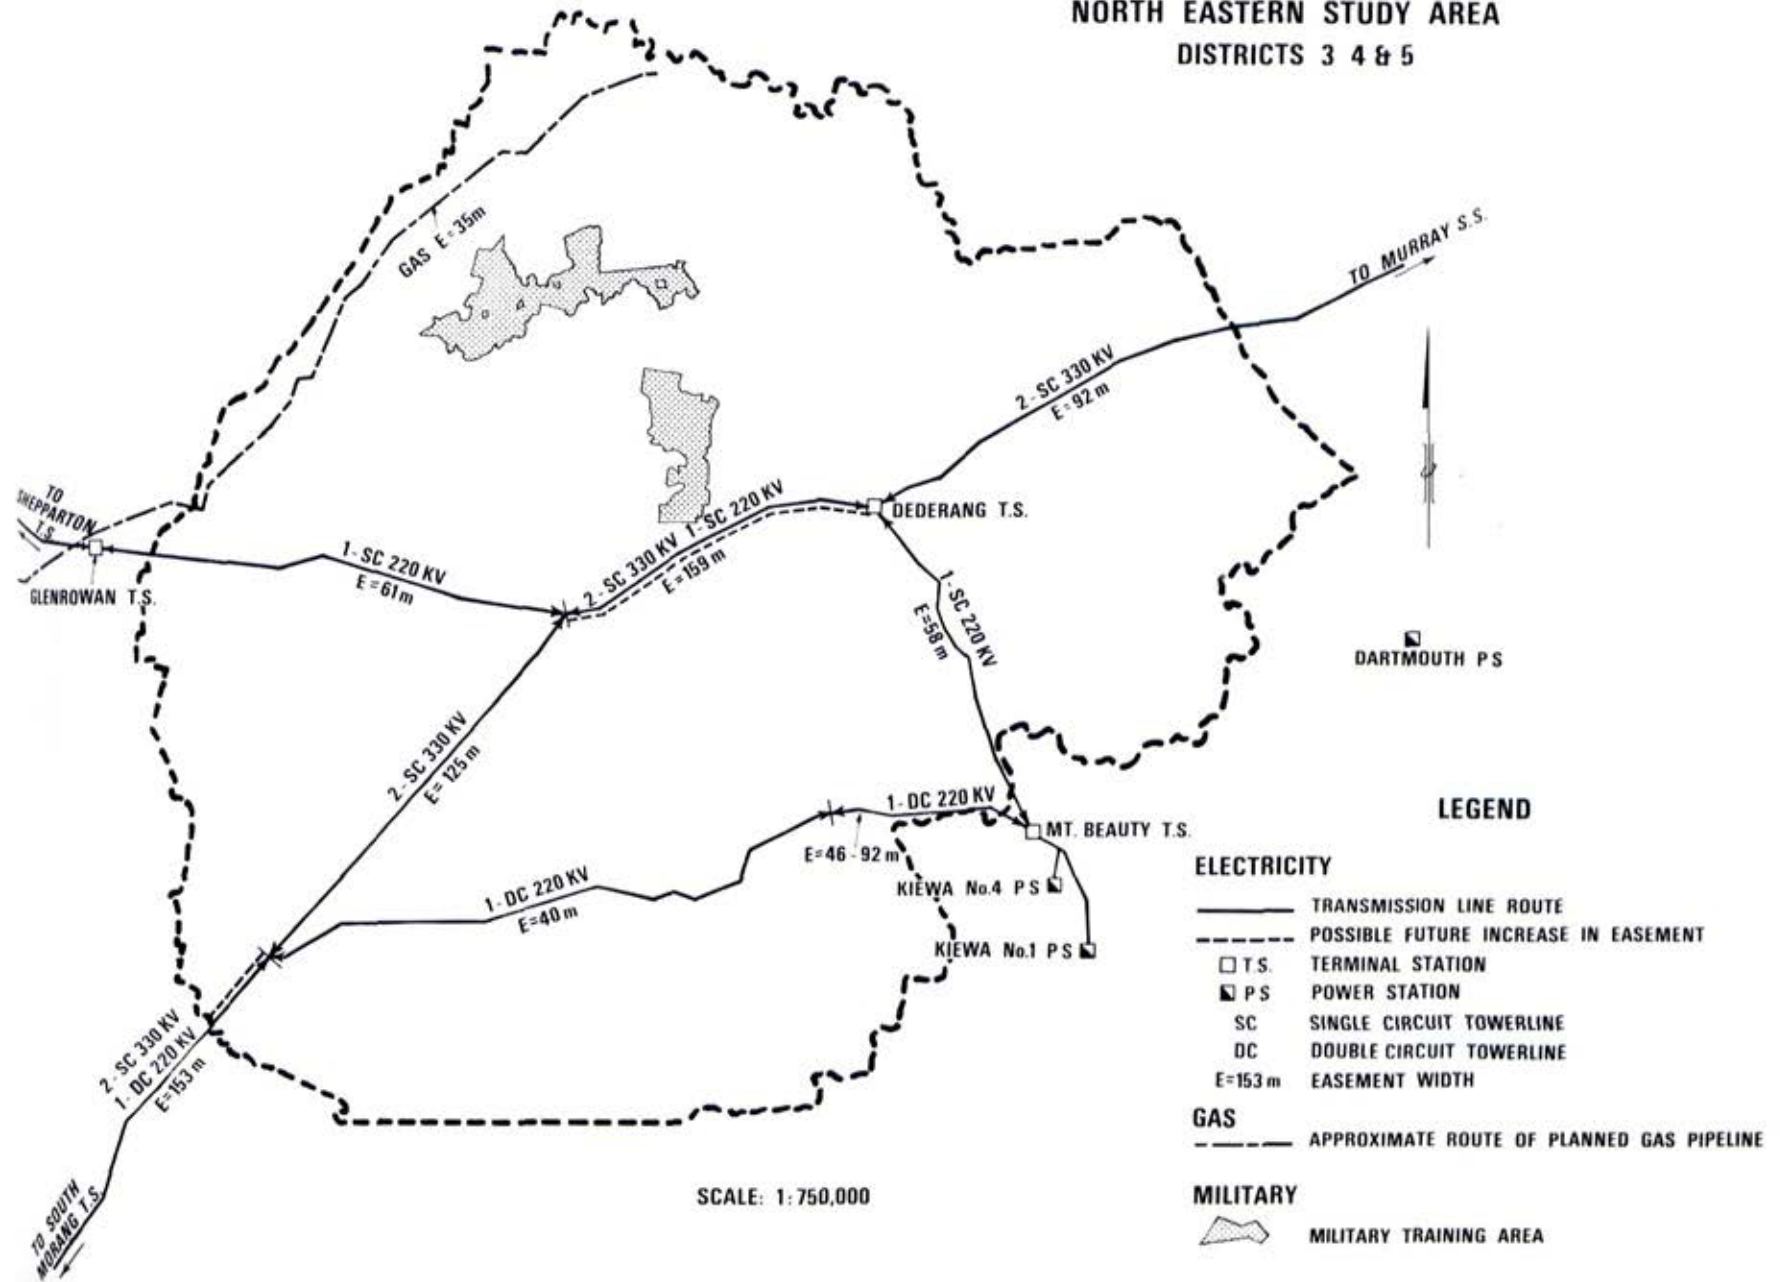 NORTH EASTERN STUDY AREA
DISTRICTS 3 4 & 5
GAS E = 35m
TO MURRAY S.S.
2 - SC 330 KV
E = 92 m
TO
SHEPPARTON
T.S.
GLENROWAN T.S.
1 - SC 220 KV
E = 61 m
2 - SC 330 KV 1 - SC 220 KV
E = 159 m
DEDERANG T.S.
1 - SC 220 KV
E = 58 m
DARTMOUTH P S
2 - SC 330 KV
E = 125 m
1 - DC 220 KV
E = 46 - 92 m
MT. BEAUTY T.S.
1 - DC 220 KV
E = 40 m
KIEWA No.4 P S
KIEWA No.1 P S
2 - SC 330 KV
1 - DC 220 KV
E = 153 m
TO SOUTH
MORANG T.S.
SCALE: 1:750,000
LEGEND
ELECTRICITY
TRANSMISSION LINE ROUTE
POSSIBLE FUTURE INCREASE IN EASEMENT
T.S. TERMINAL STATION
P S POWER STATION
SC SINGLE CIRCUIT TOWERLINE
DC DOUBLE CIRCUIT TOWERLINE
E = 153 m EASEMENT WIDTH
GAS
APPROXIMATE ROUTE OF PLANNED GAS PIPELINE
MILITARY
MILITARY TRAINING AREA